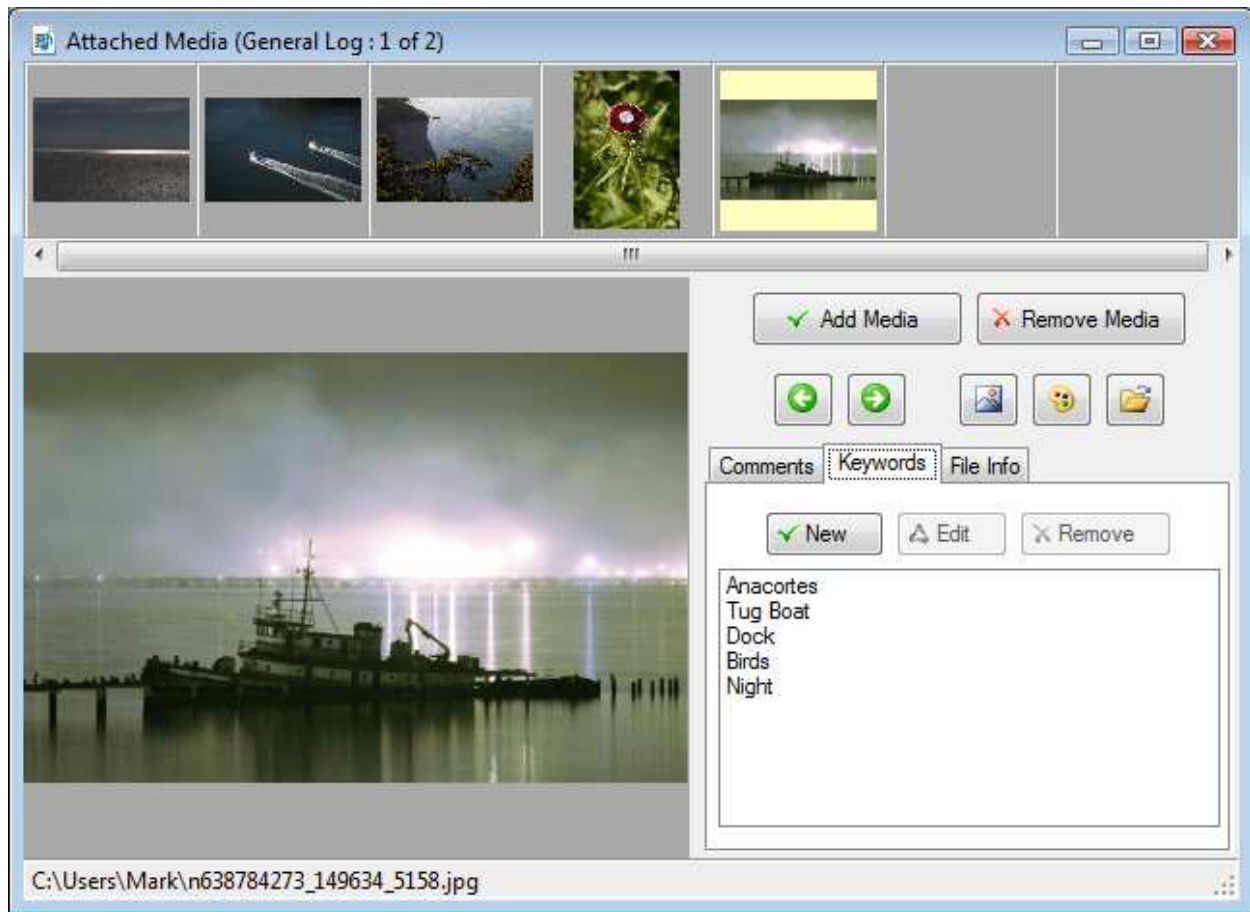 Attached Media (General Log : 1 of 2)
Add Media
Remove Media
Comments
Keywords
File Info
New
Edit
Remove
Anacortes
Tug Boat
Dock
Birds
Night
C:\Users\Mark\n638784273_149634_5158.jpg